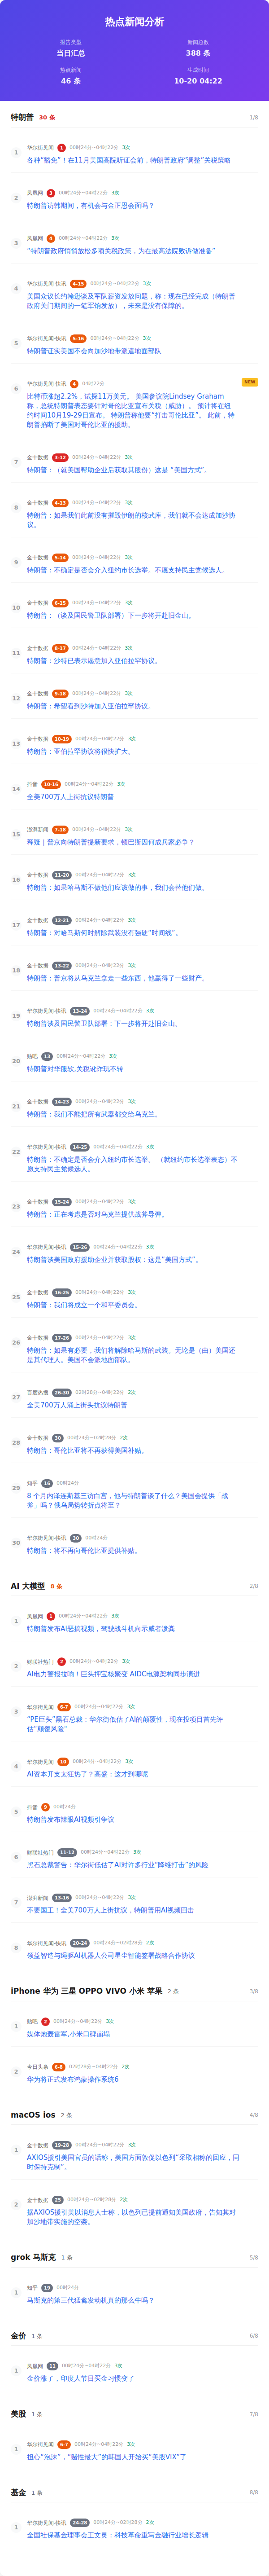 热点新闻分析
报告类型
当日汇总
新闻总数
388 条
热点新闻
46 条
生成时间
10-20 04:22
特朗普 30 条 1/8
1 华尔街见闻 1 00时24分~04时22分 3次
各种“豁免”！在11月美国高院听证会前，特朗普政府“调整”关税策略
2 凤凰网 3 00时24分~04时22分 3次
特朗普访韩期间，有机会与金正恩会面吗？
3 凤凰网 4 00时24分~04时22分 3次
“特朗普政府悄悄放松多项关税政策，为在最高法院败诉做准备”
4 华尔街见闻-快讯 4-15 00时24分~04时22分 3次
美国众议长约翰逊谈及军队薪资发放问题，称：现在已经完成（特朗普
政府关门期间的一笔军饷发放），未来是没有保障的。
5 华尔街见闻-快讯 5-16 00时24分~04时22分 3次
特朗普证实美国不会向加沙地带派遣地面部队
6 华尔街见闻-快讯 4 04时22分 NEW
比特币涨超2.2%，试探11万美元。 美国参议院Lindsey Graham
称，总统特朗普表态要针对哥伦比亚宣布关税（威胁）。 预计将在纽
约时间10月19日-29日宣布。 特朗普称他要“打击哥伦比亚”。 此前，特
朗普掐断了美国对哥伦比亚的援助。
7 金十数据 3-12 00时24分~04时22分 3次
特朗普：（就美国帮助企业后获取其股份）这是 “美国方式”。
8 金十数据 4-13 00时24分~04时22分 3次
特朗普：如果我们此前没有摧毁伊朗的核武库，我们就不会达成加沙协
议。
9 金十数据 5-14 00时24分~04时22分 3次
特朗普：不确定是否会介入纽约市长选举。不愿支持民主党候选人。
10 金十数据 6-15 00时24分~04时22分 3次
特朗普：（谈及国民警卫队部署）下一步将开赴旧金山。
11 金十数据 8-17 00时24分~04时22分 3次
特朗普：沙特已表示愿意加入亚伯拉罕协议。
12 金十数据 9-18 00时24分~04时22分 3次
特朗普：希望看到沙特加入亚伯拉罕协议。
13 金十数据 10-19 00时24分~04时22分 3次
特朗普：亚伯拉罕协议将很快扩大。
14 抖音 10-16 00时24分~04时22分 3次
全美700万人上街抗议特朗普
15 澎湃新闻 7-18 00时24分~04时22分 3次
释疑｜普京向特朗普提新要求，顿巴斯因何成兵家必争？
16 金十数据 11-20 00时24分~04时22分 3次
特朗普：如果哈马斯不做他们应该做的事，我们会替他们做。
17 金十数据 12-21 00时24分~04时22分 3次
特朗普：对哈马斯何时解除武装没有强硬“时间线”。
18 金十数据 13-22 00时24分~04时22分 3次
特朗普：普京将从乌克兰拿走一些东西，他赢得了一些财产。
19 华尔街见闻-快讯 13-24 00时24分~04时22分 3次
特朗普谈及国民警卫队部署：下一步将开赴旧金山。
20 贴吧 13 00时24分~04时22分 3次
特朗普对华服软,关税讹诈玩不转
21 金十数据 14-23 00时24分~04时22分 3次
特朗普：我们不能把所有武器都交给乌克兰。
22 华尔街见闻-快讯 14-25 00时24分~04时22分 3次
特朗普：不确定是否会介入纽约市长选举。 （就纽约市长选举表态）不
愿支持民主党候选人。
23 金十数据 15-24 00时24分~04时22分 3次
特朗普：正在考虑是否对乌克兰提供战斧导弹。
24 华尔街见闻-快讯 15-26 00时24分~04时22分 3次
特朗普谈美国政府援助企业并获取股权：这是“美国方式”。
25 金十数据 16-25 00时24分~04时22分 3次
特朗普：我们将成立一个和平委员会。
26 金十数据 17-26 00时24分~04时22分 3次
特朗普：如果有必要，我们将解除哈马斯的武装。无论是（由）美国还
是其代理人。美国不会派地面部队。
27 百度热搜 26-30 02时28分~04时22分 2次
全美700万人涌上街头抗议特朗普
28 金十数据 30 00时24分~02时28分 2次
特朗普：哥伦比亚将不再获得美国补贴。
29 知乎 16 00时24分
8 个月内泽连斯基三访白宫，他与特朗普谈了什么？美国会提供「战
斧」吗？俄乌局势转折点将至？
30 华尔街见闻-快讯 30 00时24分
特朗普：将不再向哥伦比亚提供补贴。
AI 大模型 8 条 2/8
1 凤凰网 1 00时24分~04时22分 3次
特朗普发布AI恶搞视频，驾驶战斗机向示威者泼粪
2 财联社热门 2 00时24分~04时22分 3次
AI电力警报拉响！巨头押宝核聚变 AIDC电源架构同步演进
3 华尔街见闻 6-7 00时24分~04时22分 3次
“PE巨头”黑石总裁：华尔街低估了AI的颠覆性，现在投项目首先评
估“颠覆风险”
4 华尔街见闻 10 00时24分~04时22分 3次
AI资本开支太狂热了？高盛：这才到哪呢
5 抖音 9 00时24分
特朗普发布辣眼AI视频引争议
6 财联社热门 11-12 00时24分~04时22分 3次
黑石总裁警告：华尔街低估了AI对许多行业“降维打击”的风险
7 澎湃新闻 13-16 00时24分~04时22分 3次
不要国王！全美700万人上街抗议，特朗普用AI视频回击
8 华尔街见闻-快讯 20-24 00时24分~02时28分 2次
领益智造与绳驱AI机器人公司星尘智能签署战略合作协议
iPhone 华为 三星 OPPO VIVO 小米 苹果 2 条 3/8
1 贴吧 2 00时24分~04时22分 3次
媒体炮轰雷军,小米口碑崩塌
2 今日头条 6-8 02时28分~04时22分 2次
华为将正式发布鸿蒙操作系统6
macOS ios 2 条 4/8
1 金十数据 19-28 00时24分~04时22分 3次
AXIOS援引美国官员的话称，美国方面敦促以色列“采取相称的回应，同
时保持克制”。
2 金十数据 25 00时24分~02时28分 2次
据AXIOS援引美以消息人士称，以色列已提前通知美国政府，告知其对
加沙地带实施的空袭。
grok 马斯克 1 条 5/8
1 知乎 19 00时24分
马斯克的第三代猛禽发动机真的那么牛吗？
金价 1 条 6/8
1 凤凰网 11 00时24分~04时22分 3次
金价涨了，印度人节日买金习惯变了
美股 1 条 7/8
1 华尔街见闻 6-7 00时24分~04时22分 3次
担心“泡沫”，“赌性最大”的韩国人开始买“美股VIX”了
基金 1 条 8/8
1 华尔街见闻-快讯 24-28 00时24分~02时28分 2次
全国社保基金理事会王文灵：科技革命重写金融行业增长逻辑